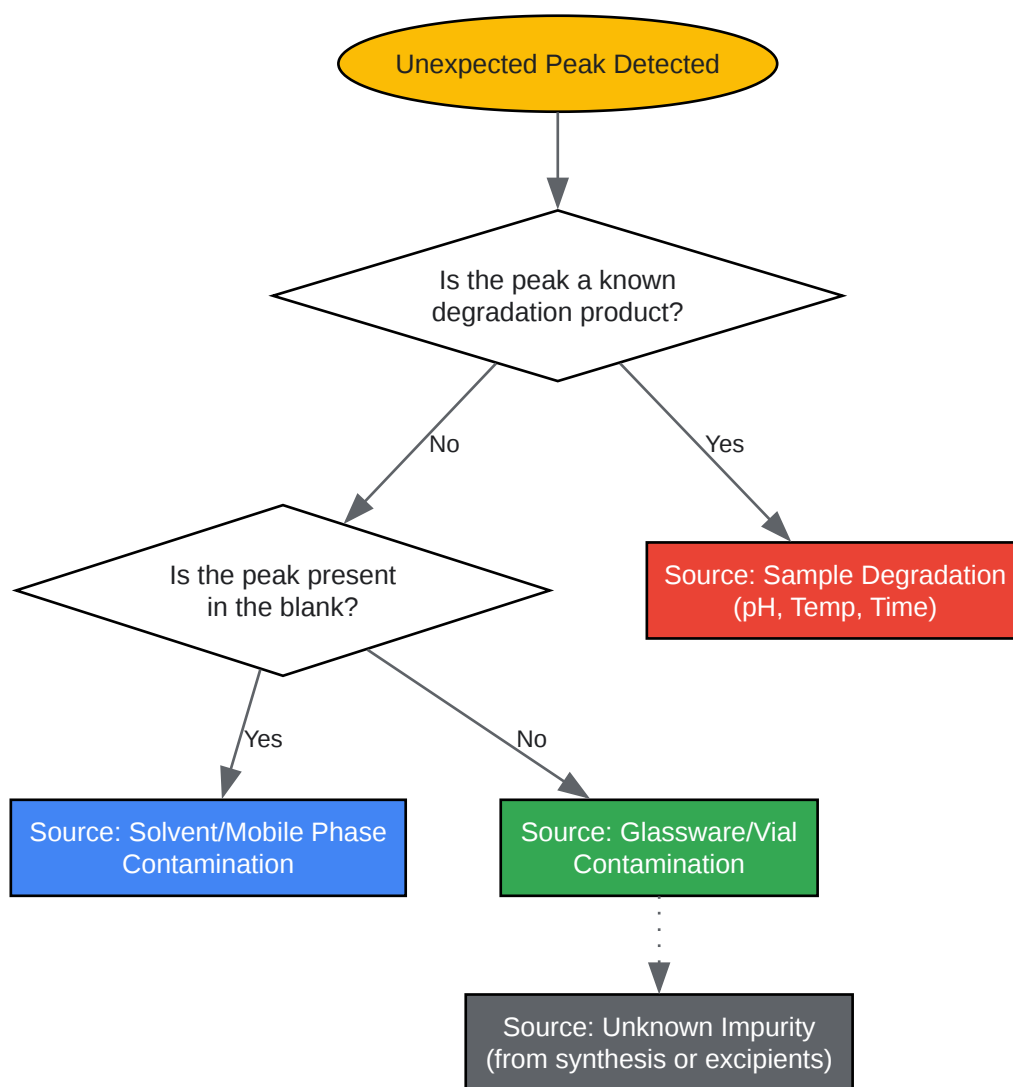 Unexpected Peak Detected
Is the peak a known
degradation product?
No
Yes
Is the peak present
in the blank?
Source: Sample Degradation
(pH, Temp, Time)
Yes
No
Source: Solvent/Mobile Phase
Contamination
Source: Glassware/Vial
Contamination
Source: Unknown Impurity
(from synthesis or excipients)